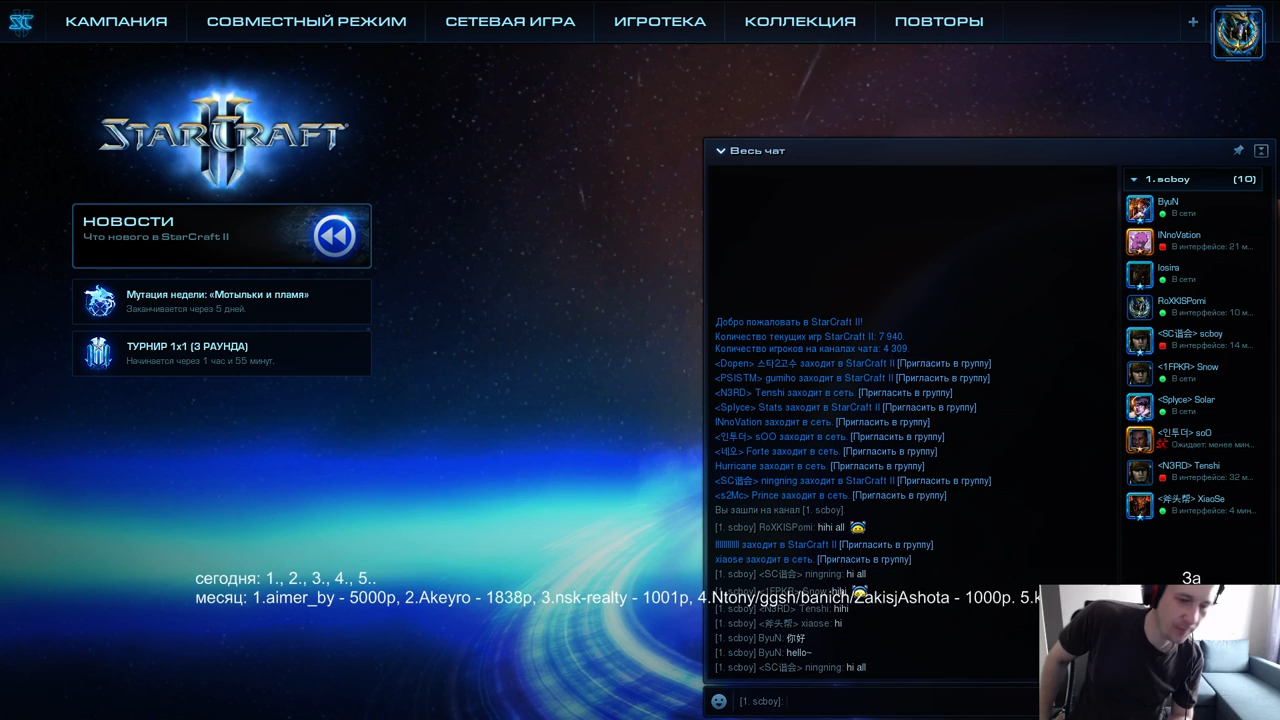 КАМПАНИЯ СОВМЕСТНЫЙ РЕЖИМ СЕТЕВАЯ ИГРА ИГРОТЕКА КОЛЛЕКЦИЯ ПОВТОРЫ +
STARCRAFT II
НОВОСТИ
Что нового в StarCraft II
Мутация недели: «Мотыльки и пламя»
Заканчивается через 5 дней.
ТУРНИР 1x1 (3 РАУНДА)
Начинается через 1 час и 55 минут.
Весь чат
Добро пожаловать в StarCraft II!
Количество текущих игр StarCraft II: 7 940.
Количество игроков на каналах чата: 4 309.
<Dopen> 스타2고수 заходит в StarCraft II [Пригласить в группу]
<PSISTM> gumiho заходит в StarCraft II [Пригласить в группу]
<N3RD> Tenshi заходит в сеть. [Пригласить в группу]
<Splyce> Stats заходит в StarCraft II [Пригласить в группу]
INnoVation заходит в сеть. [Пригласить в группу]
<인투더> sOO заходит в сеть. [Пригласить в группу]
<네오> Forte заходит в сеть. [Пригласить в группу]
Hurricane заходит в сеть. [Пригласить в группу]
<SC谐会> ningning заходит в StarCraft II [Пригласить в группу]
<s2Mc> Prince заходит в сеть. [Пригласить в группу]
Вы зашли на канал [1. scboy].
[1. scboy] RoXKISPomi: hihi all
заходит в StarCraft II [Пригласить в группу]
xiaose заходит в сеть. [Пригласить в группу]
[1. scboy] <SC谐会> ningning: hi all
[1. scboy] <1FPKR> Snow: hihi
[1. scboy] <N3RD> Tenshi: hihi
[1. scboy] <斧头帮> xiaose: hi
[1. scboy] ByuN: 你好
[1. scboy] ByuN: hello~
[1. scboy] <SC谐会> ningning: hi all
[1. scboy]:
1. scboy (10)
ByuN
В сети
INnoVation
В интерфейсе: 21 м...
losira
В сети
RoXKISPomi
В интерфейсе: 10 м...
<SC谐会> scboy
В интерфейсе: 14 м...
<1FPKR> Snow
В сети
<Splyce> Solar
В сети
<인투더> soO
Ожидает: менее мин...
<N3RD> Tenshi
В интерфейсе: 32 м...
<斧头帮> XiaoSe
В интерфейсе: 4 мин...
сегодня: 1., 2., 3., 4., 5..
За
месяц: 1.aimer_by - 5000р, 2.Akeyro - 1838р, 3.nsk-realty - 1001р, 4.Ntony/ggsh/banich/ZakisjAshota - 1000р. 5.k